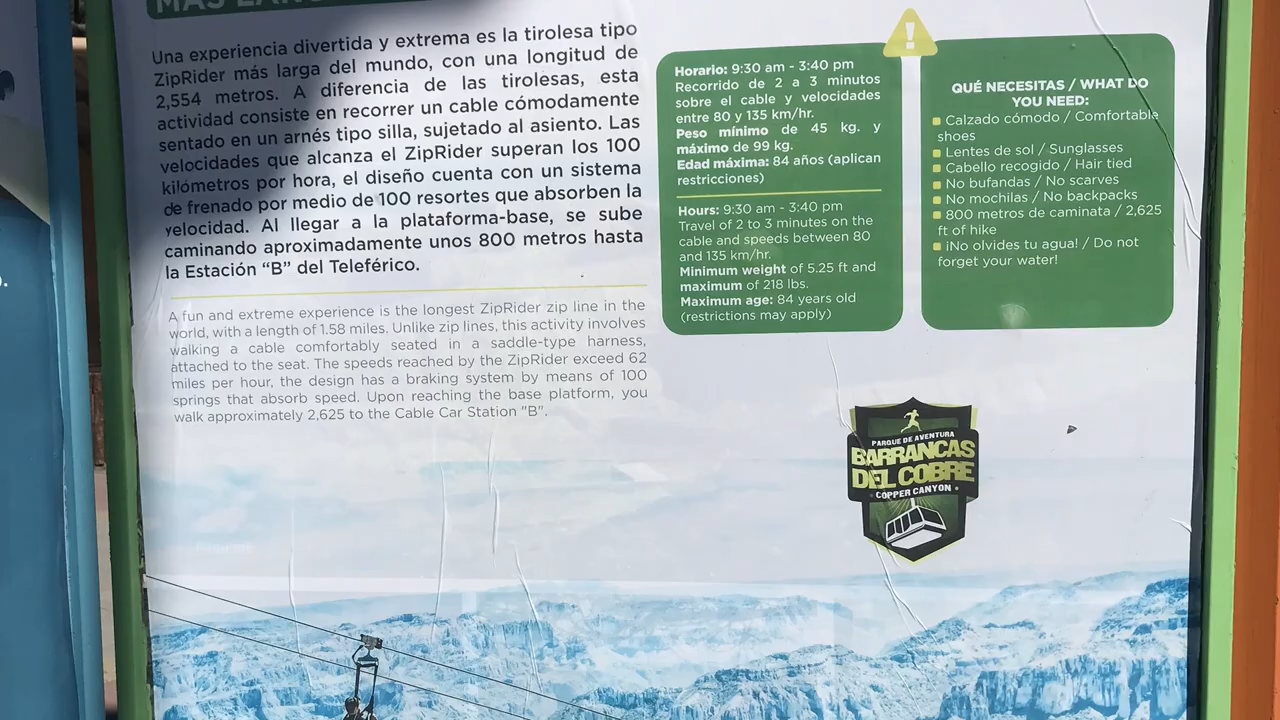 MÁS LAR
Una experiencia divertida y extrema es la tirolesa tipo
ZipRider más larga del mundo, con una longitud de
2,554 metros. A diferencia de las tirolesas, esta
actividad consiste en recorrer un cable cómodamente
sentado en un arnés tipo silla, sujetado al asiento. Las
velocidades que alcanza el ZipRider superan los 100
kilómetros por hora, el diseño cuenta con un sistema
de frenado por medio de 100 resortes que absorben la
velocidad. Al llegar a la plataforma-base, se sube
caminando aproximadamente unos 800 metros hasta
la Estación “B” del Teleférico.
A fun and extreme experience is the longest ZipRider zip line in the
world, with a length of 1.58 miles. Unlike zip lines, this activity involves
walking a cable comfortably seated in a saddle-type harness,
attached to the seat. The speeds reached by the ZipRider exceed 62
miles per hour, the design has a braking system by means of 100
springs that absorb speed. Upon reaching the base platform, you
walk approximately 2,625 to the Cable Car Station "B".
Horario: 9:30 am - 3:40 pm
Recorrido de 2 a 3 minutos
sobre el cable y velocidades
entre 80 y 135 km/hr.
Peso mínimo de 45 kg. y
máximo de 99 kg.
Edad máxima: 84 años (aplican
restricciones)
Hours: 9:30 am - 3:40 pm
Travel of 2 to 3 minutes on the
cable and speeds between 80
and 135 km/hr.
Minimum weight of 5.25 ft and
maximum of 218 lbs.
Maximum age: 84 years old
(restrictions may apply)
QUÉ NECESITAS / WHAT DO
YOU NEED:
Calzado cómodo / Comfortable
shoes
Lentes de sol / Sunglasses
Cabello recogido / Hair tied
No bufandas / No scarves
No mochilas / No backpacks
800 metros de caminata / 2,625
ft of hike
¡No olvides tu agua! / Do not
forget your water!
PARQUE DE AVENTURA
BARRANCAS
DEL COBRE
• COPPER CANYON •